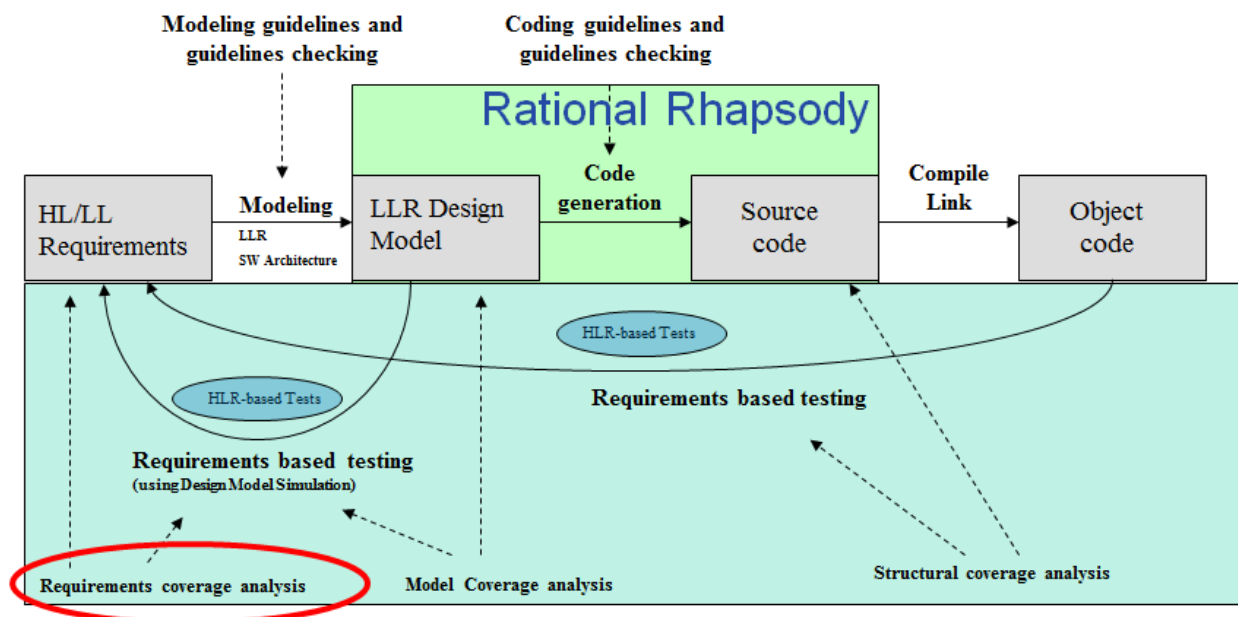 Modeling guidelines and
guidelines checking
Coding guidelines and
guidelines checking
Rational Rhapsody
HL/LL
Requirements
Modeling
LLR
SW Architecture
LLR Design
Model
Code
generation
Source
code
Compile
Link
Object
code
HLR-based Tests
HLR-based Tests
Requirements based testing
Requirements based testing
(using Design Model Simulation)
Requirements coverage analysis
Model Coverage analysis
Structural coverage analysis